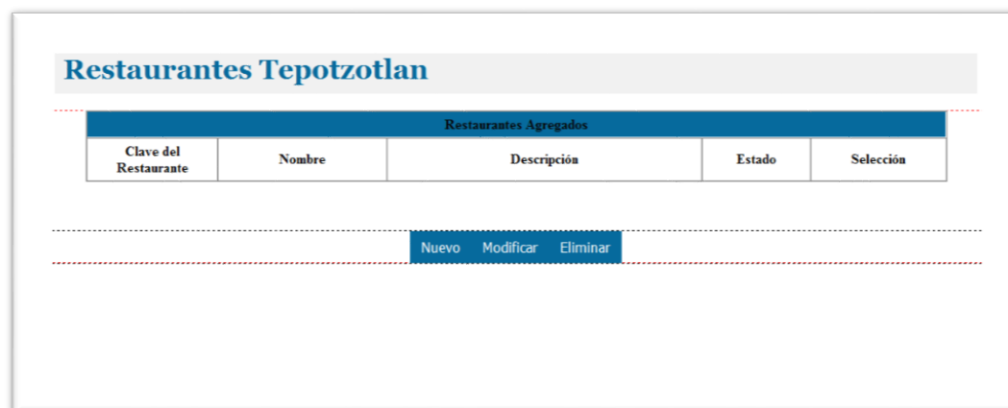 Restaurantes Tepotzotlan
Restaurantes Agregados
Clave del
Restaurante
Nombre
Descripción
Estado
Selección
Nuevo Modificar Eliminar